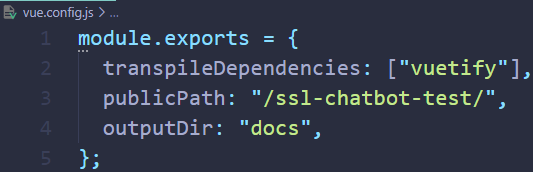 vue.config.js > ...
1 module.exports = {
2 transpileDependencies: ["vuetify"],
3 publicPath: "/ssl-chatbot-test/",
4 outputDir: "docs",
5 };